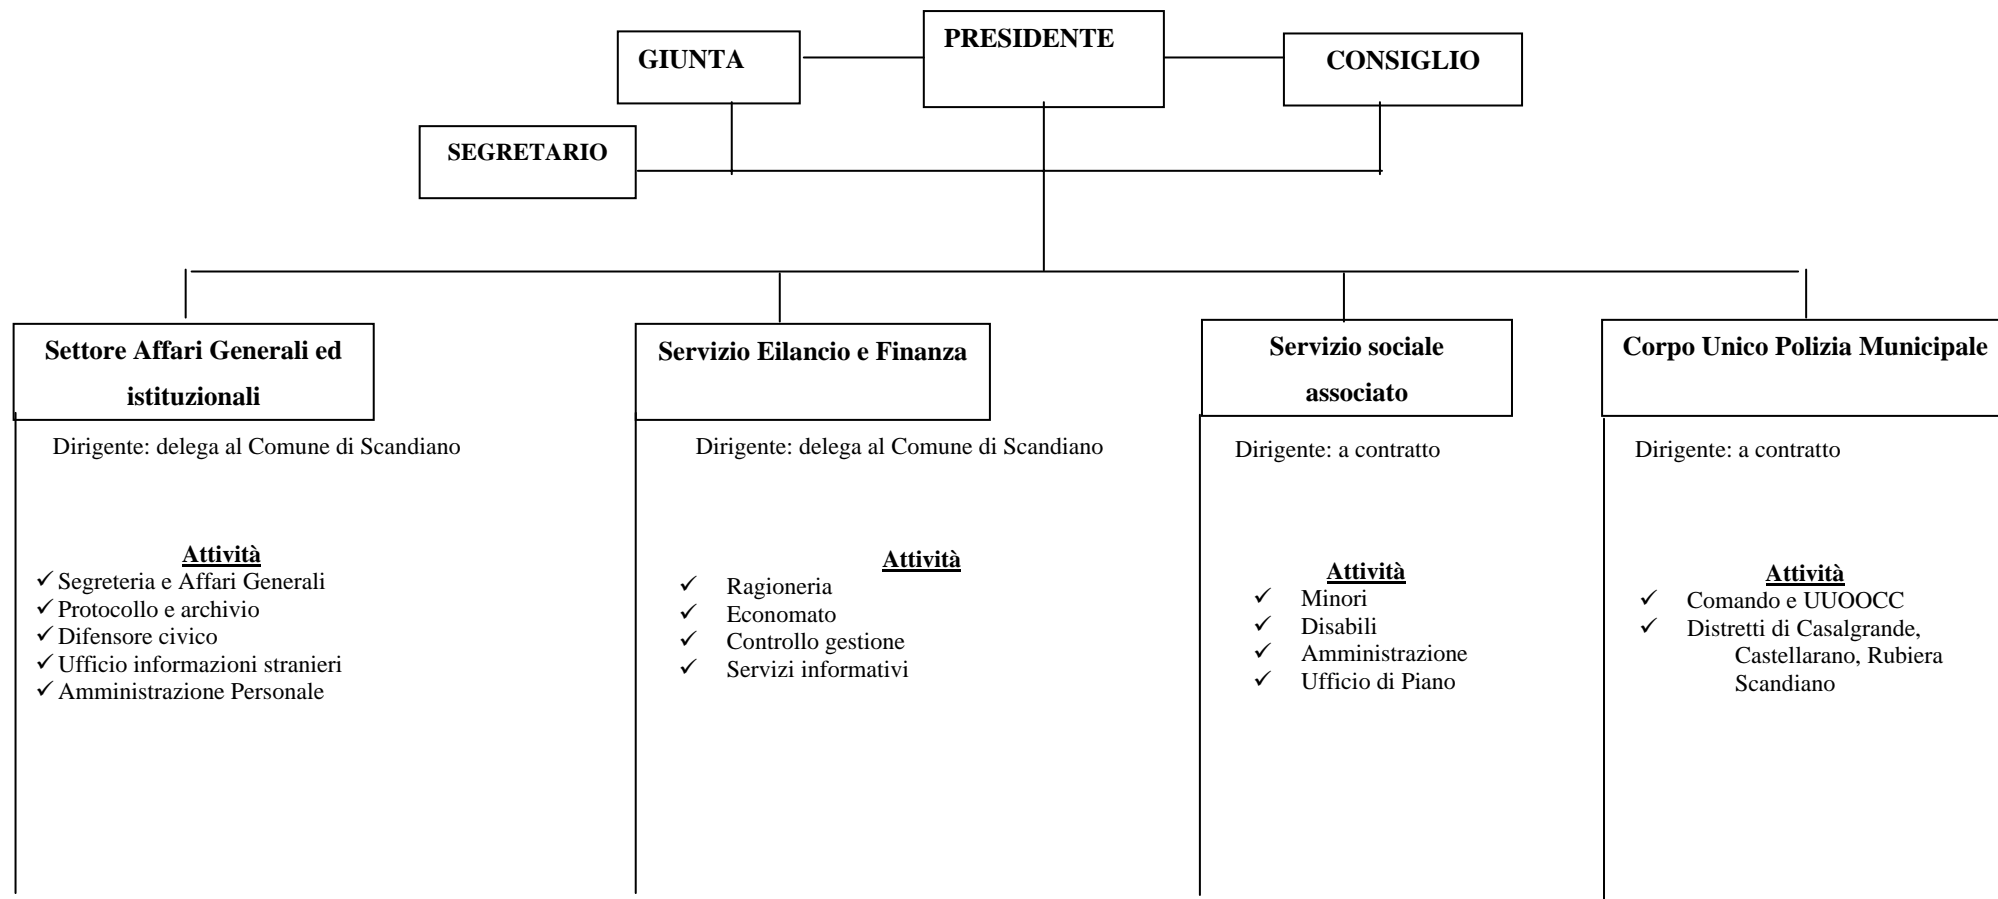 PRESIDENTE
GIUNTA
CONSIGLIO
SEGRETARIO
Settore Affari Generali ed
istituzionali
Dirigente: delega al Comune di Scandiano
Attività
✓ Segreteria e Affari Generali
✓ Protocollo e archivio
✓ Difensore civico
✓ Ufficio informazioni stranieri
✓ Amministrazione Personale
Servizio Eilancio e Finanza
Dirigente: delega al Comune di Scandiano
Attività
✓ Ragioneria
✓ Economato
✓ Controllo gestione
✓ Servizi informativi
Servizio sociale
associato
Dirigente: a contratto
Attività
✓ Minori
✓ Disabili
✓ Amministrazione
✓ Ufficio di Piano
Corpo Unico Polizia Municipale
Dirigente: a contratto
Attività
✓ Comando e UUOOCC
✓ Distretti di Casalgrande,
Castellarano, Rubiera
Scandiano